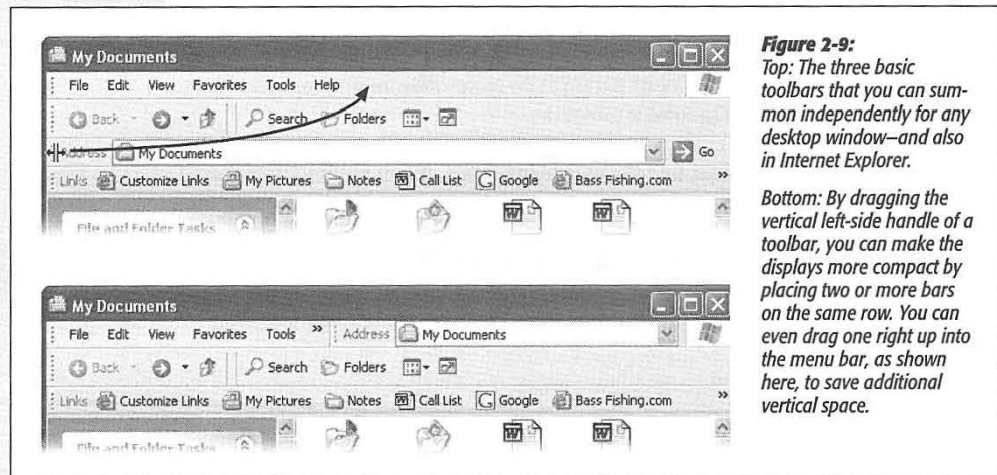 My Documents
File Edit View Favorites Tools Help
Back Search Folders
Address My Documents Go
Links Customize Links My Pictures Notes Call List Google Bass Fishing.com »
File and Folder Tasks
My Documents
File Edit View Favorites Tools » Address My Documents
Back Search Folders
Links Customize Links My Pictures Notes Call List Google Bass Fishing.com »
File and Folder Tasks
Figure 2-9:
Top: The three basic
toolbars that you can sum-
mon independently for any
desktop window—and also
in Internet Explorer.
Bottom: By dragging the
vertical left-side handle of a
toolbar, you can make the
displays more compact by
placing two or more bars
on the same row. You can
even drag one right up into
the menu bar, as shown
here, to save additional
vertical space.